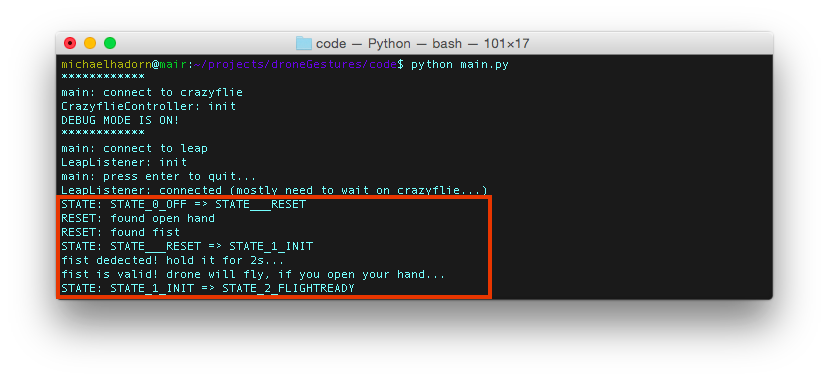 code — Python — bash — 101×17
michaelhadorn@mair:~/projects/droneGestures/code$ python main.py
************
main: connect to crazyflie
CrazyflieController: init
DEBUG MODE IS ON!
************
main: connect to leap
LeapListener: init
main: press enter to quit...
LeapListener: connected (mostly need to wait on crazyflie...)
STATE: STATE_0_OFF => STATE___RESET
RESET: found open hand
RESET: found fist
STATE: STATE___RESET => STATE_1_INIT
fist dedected! hold it for 2s...
fist is valid! drone will fly, if you open your hand...
STATE: STATE_1_INIT => STATE_2_FLIGHTREADY